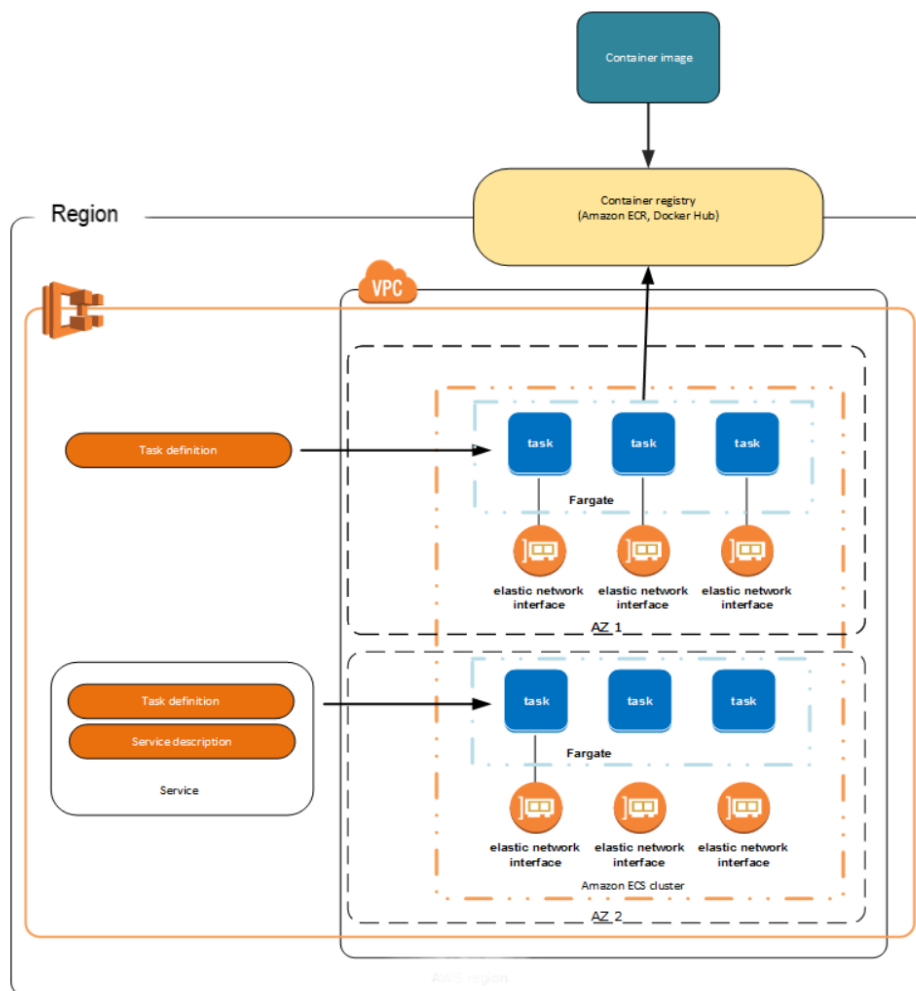 Container image
Container registry
(Amazon ECR, Docker Hub)
Region
VPC
Task definition
task
task
task
Fargate
elastic network
interface
elastic network
interface
elastic network
interface
AZ 1
Task definition
Service description
Service
task
task
task
Fargate
elastic network
interface
elastic network
interface
elastic network
interface
Amazon ECS cluster
AZ 2
AWS region